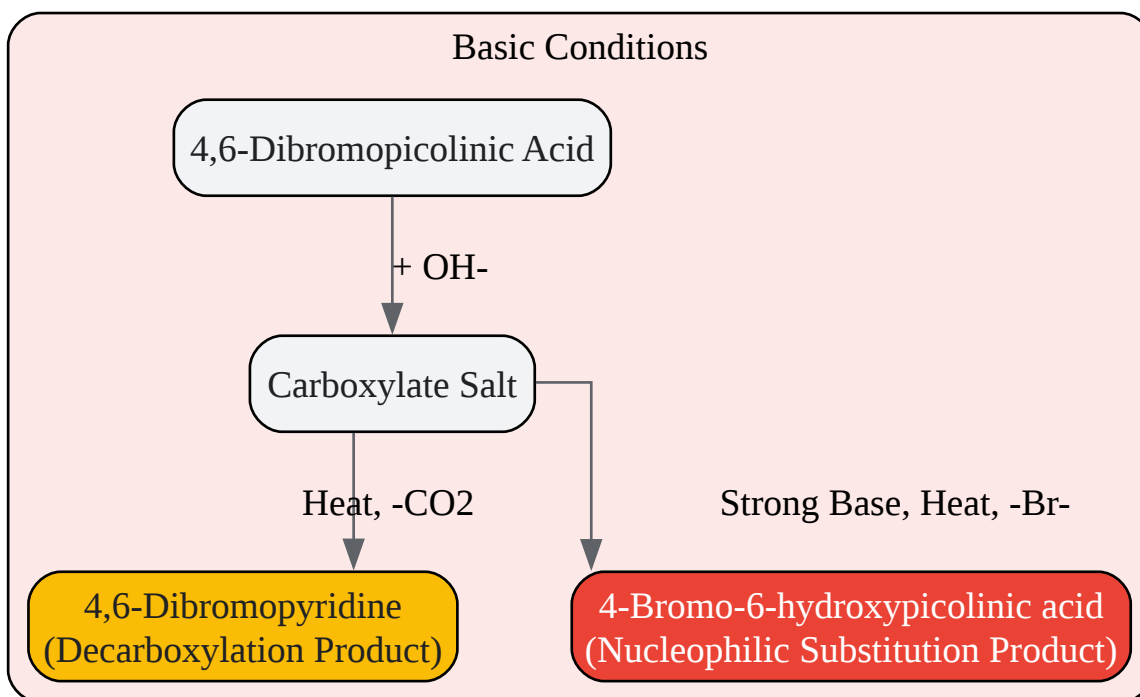 Basic Conditions
4,6-Dibromopicolinic Acid
+ OH-
Carboxylate Salt
Heat, -CO2
Strong Base, Heat, -Br-
4,6-Dibromopyridine
(Decarboxylation Product)
4-Bromo-6-hydroxypicolinic acid
(Nucleophilic Substitution Product)